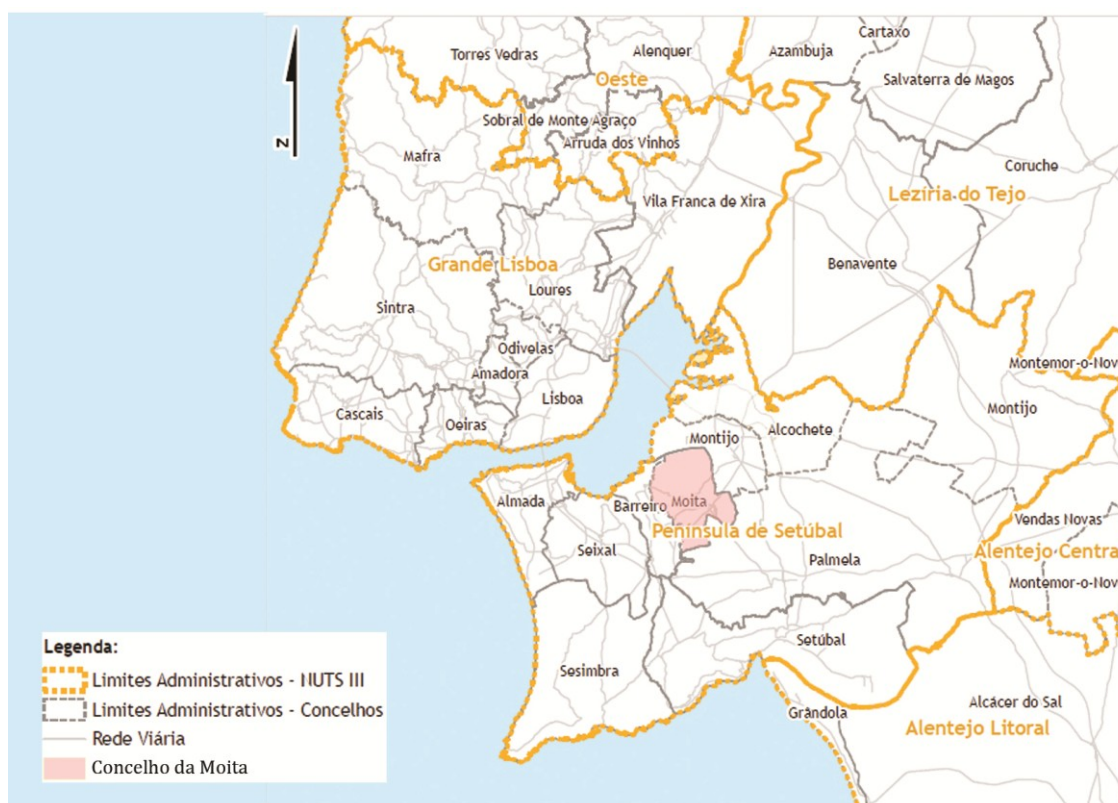 Cartaxo
Torres Vedras
Alenquer
Azambuja
Oeste
Salvaterra de Magos
Sobral de Monte Agraço
Arruda dos Vinhos
N
Mafra
Coruche
Lezíria do Tejo
Vila Franca de Xira
Grande Lisboa
Benavente
Loures
Sintra
Odivelas
Amadora
Montemor-o-Nov
Lisboa
Cascais
Oeiras
Montijo
Alcochete
Montijo
Almada
Barreiro
Moita
Península de Setúbal
Vendas Novas
Seixal
Palmela
Alentejo Centra
Montemor-o-Nov
Setúbal
Sesimbra
Alcácer do Sal
Grândola
Alentejo Litoral
Legenda:
Limites Administrativos - NUTS III
Limites Administrativos - Concelhos
Rede Viária
Concelho da Moita